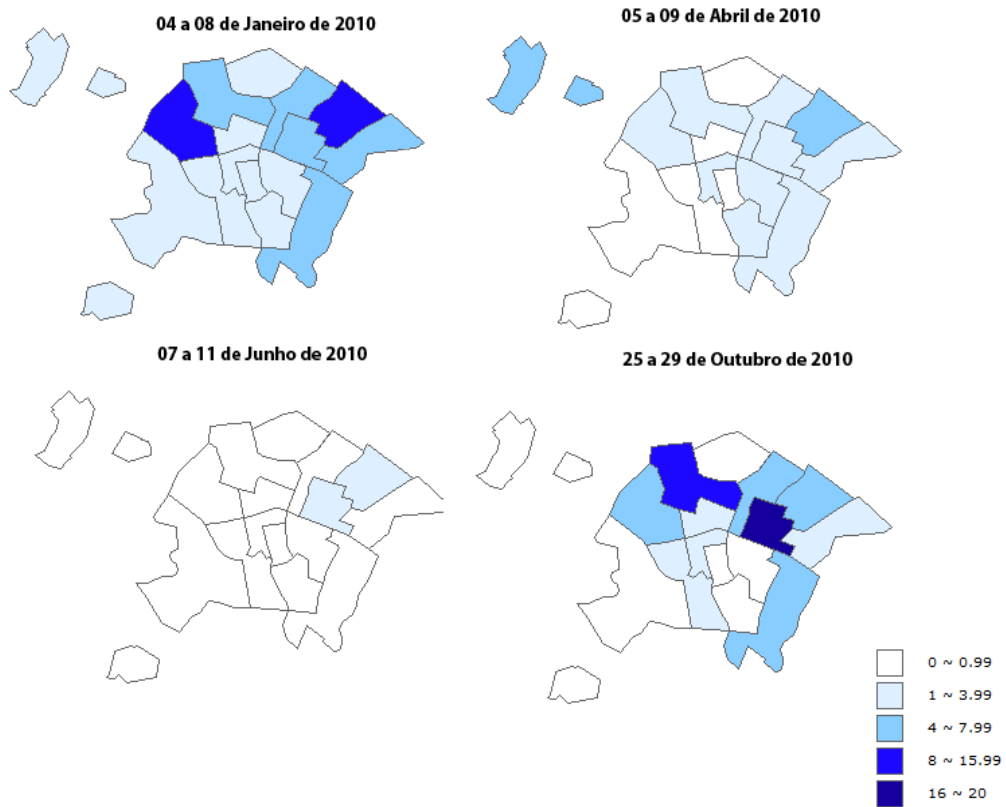 04 a 08 de Janeiro de 2010
05 a 09 de Abril de 2010
07 a 11 de Junho de 2010
25 a 29 de Outubro de 2010
0 ~ 0.99
1 ~ 3.99
4 ~ 7.99
8 ~ 15.99
16 ~ 20